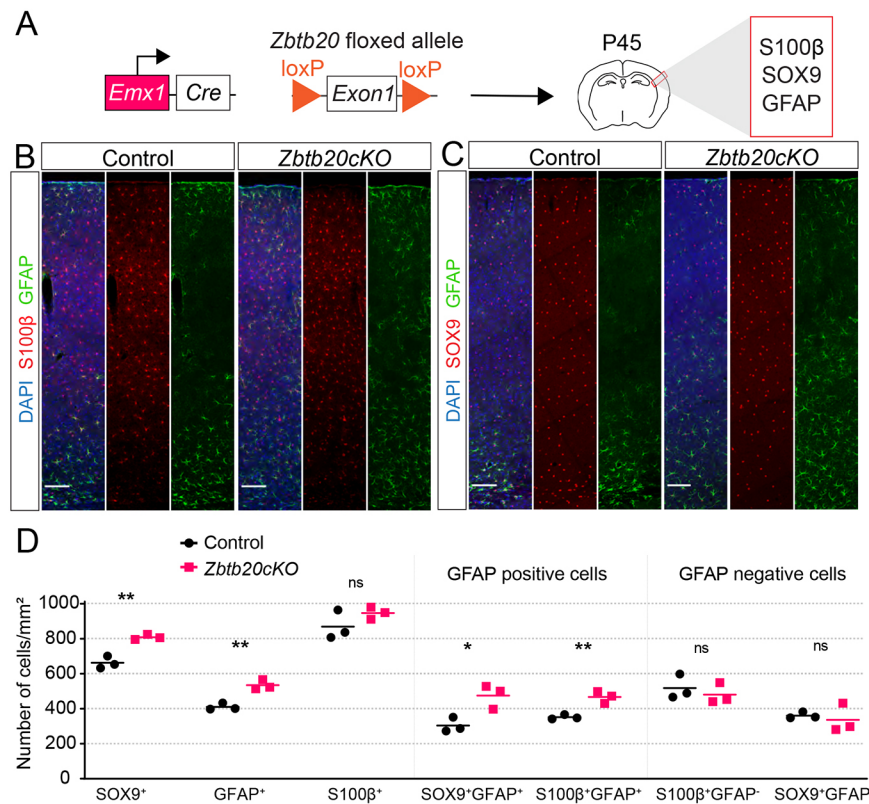 A
Zbtb20 floxed allele
P45
loxP
loxP
Emx1
Cre
Exon1
S100β
SOX9
GFAP
B
Control
Zbtb20cKO
DAPI S100β GFAP
C
Control
Zbtb20cKO
DAPI SOX9 GFAP
D
Control
Zbtb20cKO
GFAP positive cells
GFAP negative cells
Number of cells/mm²
1000
800
600
400
200
0
**
**
ns
*
**
ns
ns
SOX9⁺
GFAP⁺
S100β⁺
SOX9⁺GFAP⁺
S100β⁺GFAP⁺
S100β⁺GFAP⁻
SOX9⁺GFAP⁻